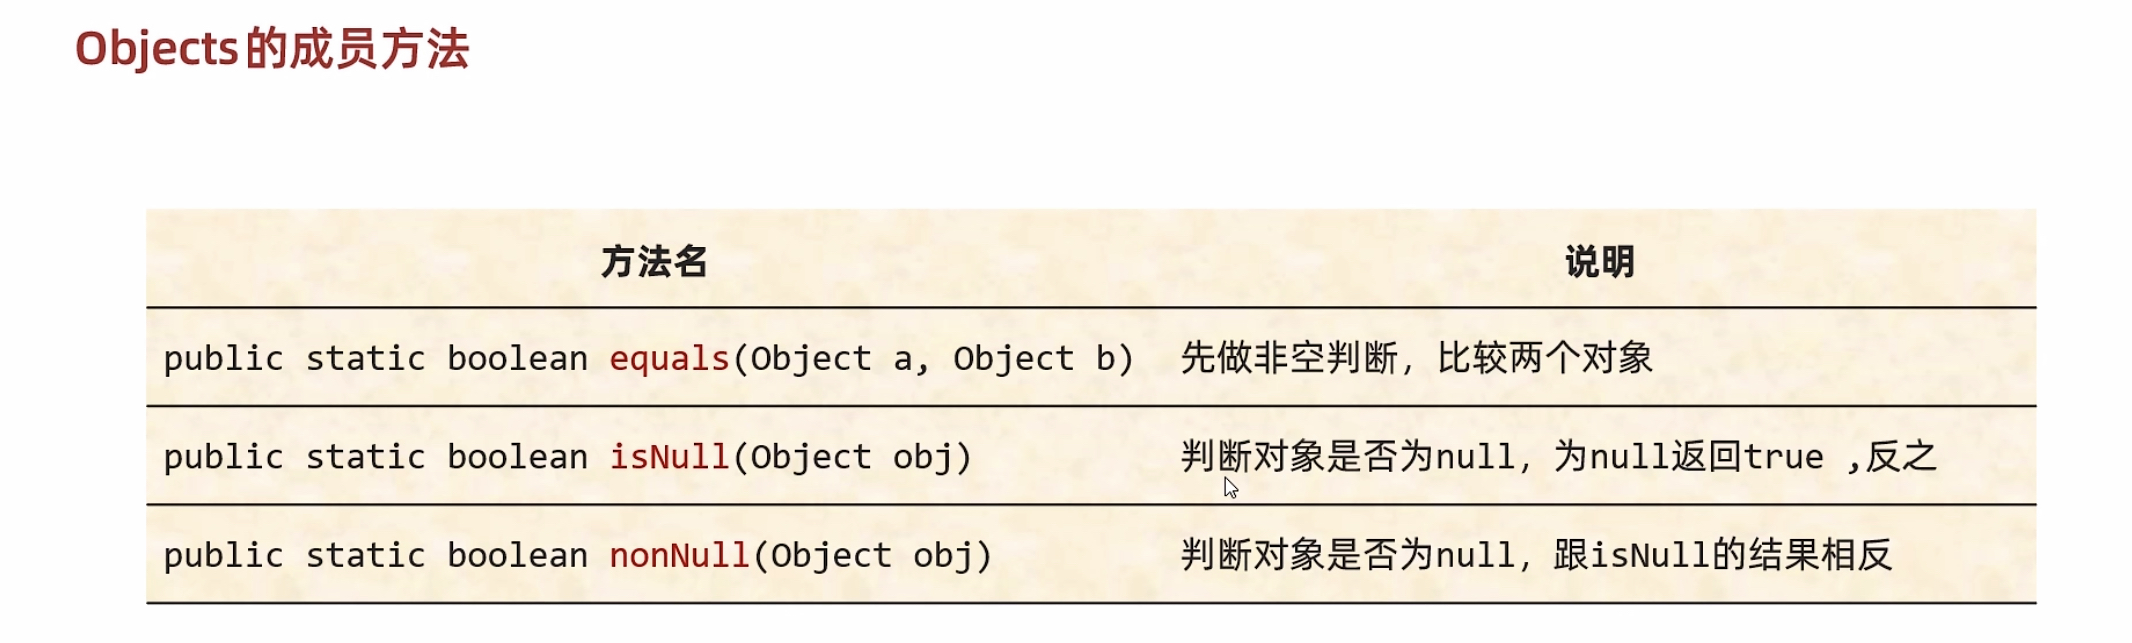 Objects的成员方法
方法名 说明
public static boolean equals(Object a, Object b) 先做非空判断，比较两个对象
public static boolean isNull(Object obj) 判断对象是否为null，为null返回true ,反之
public static boolean nonNull(Object obj) 判断对象是否为null，跟isNull的结果相反